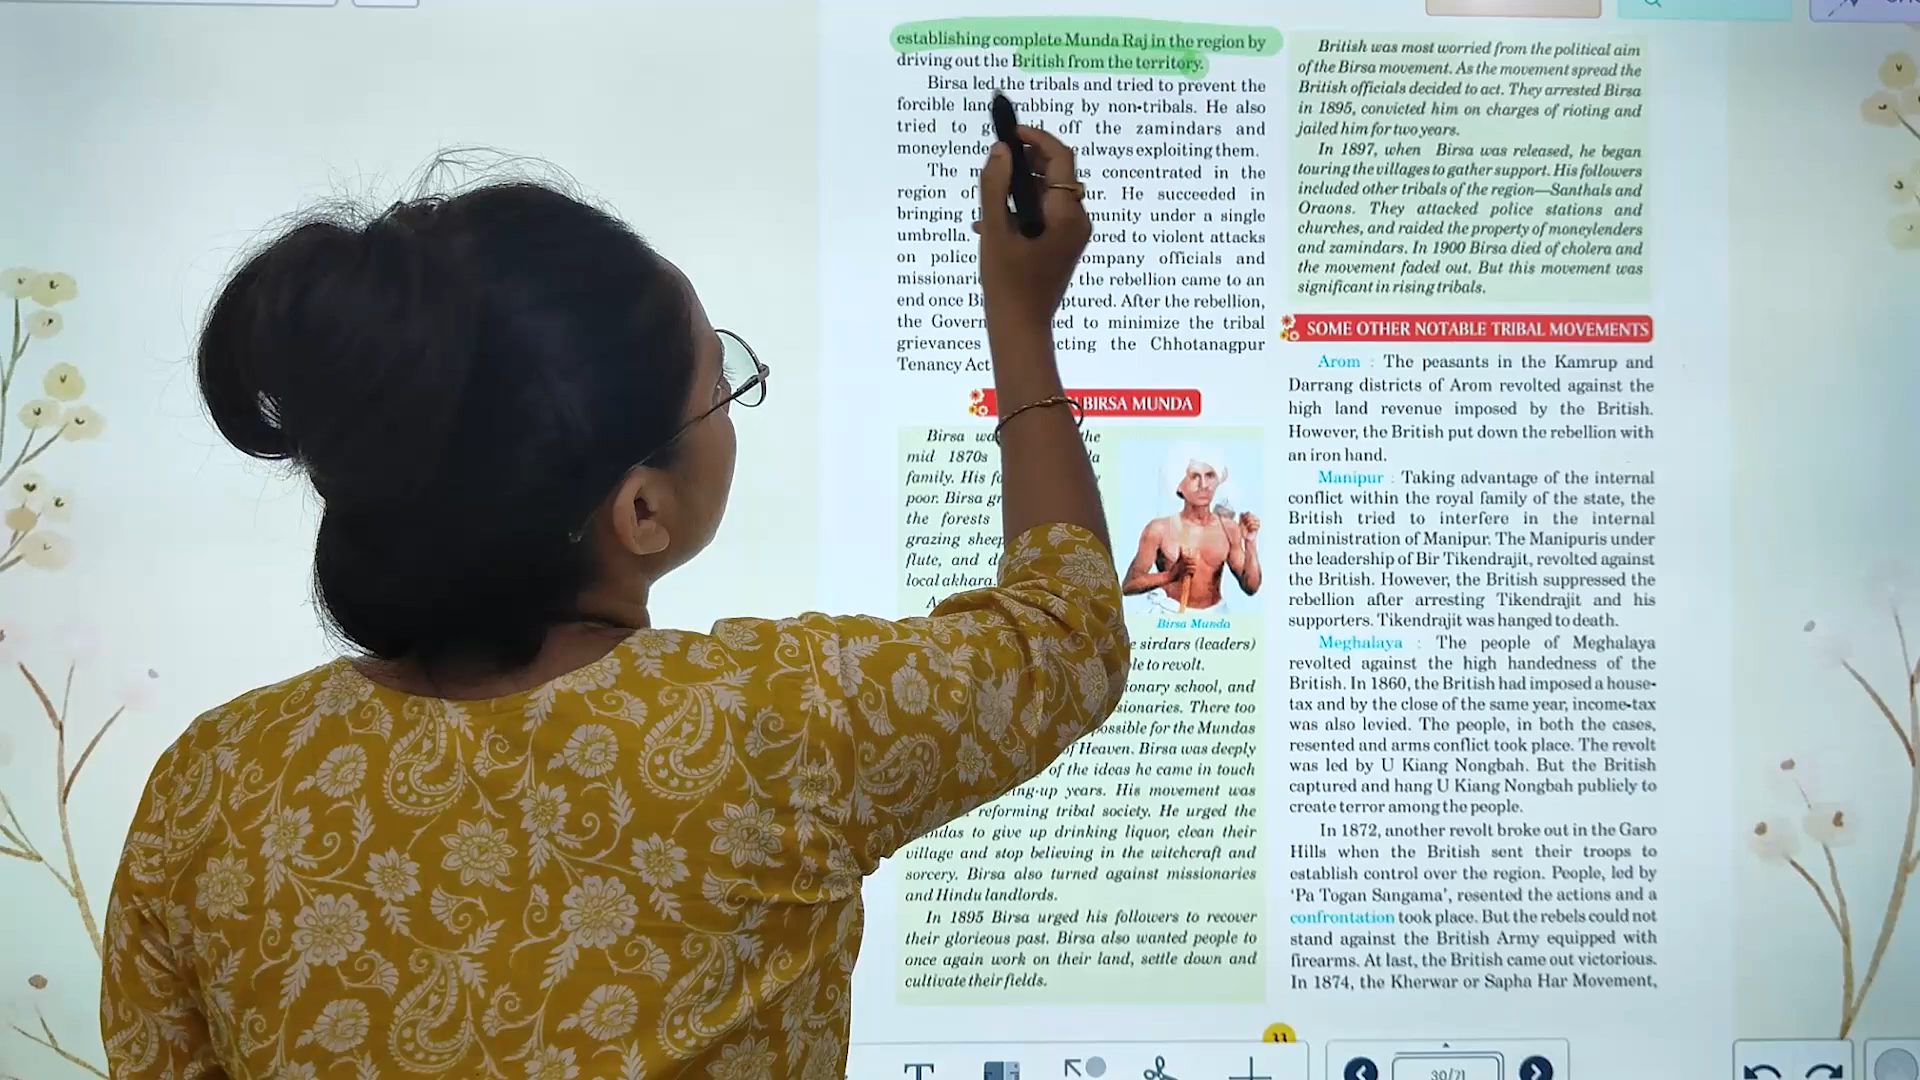 establishing complete Munda Raj in the region by
driving out the British from the territory.
Birsa led the tribals and tried to prevent the
forcible rabbing by non-tribals. He also
tried to off the zamindars and
always exploiting them.
The concentrated in the
region of He succeeded in
bringing under a single
umbrella. to violent attacks
on police officials and
the rebellion came to an
end once After the rebellion,
the to minimize the tribal
grievances the Chhotanagpur
Tenancy Act
BIRSA MUNDA
Birsa
mid 1870s
family. His
poor. Birsa
the forests
grazing
flute, and
local akhara.
Birsa Munda
sirdars (leaders)
to revolt.
school, and
There too
for the Mundas
of Heaven. Birsa was deeply
of the ideas he came in touch
years. His movement was
reforming tribal society. He urged the
to give up drinking liquor, clean their
village and stop believing in the witchcraft and
sorcery. Birsa also turned against missionaries
and Hindu landlords.
In 1895 Birsa urged his followers to recover
their glorieous past. Birsa also wanted people to
once again work on their land, settle down and
cultivate their fields.
British was most worried from the political aim
of the Birsa movement. As the movement spread the
British officials decided to act. They arrested Birsa
in 1895, convicted him on charges of rioting and
jailed him for two years.
In 1897, when Birsa was released, he began
touring the villages to gather support. His followers
included other tribals of the region—Santhals and
Oraons. They attacked police stations and
churches, and raided the property of moneylenders
and zamindars. In 1900 Birsa died of cholera and
the movement faded out. But this movement was
significant in rising tribals.
SOME OTHER NOTABLE TRIBAL MOVEMENTS
Arom : The peasants in the Kamrup and
Darrang districts of Arom revolted against the
high land revenue imposed by the British.
However, the British put down the rebellion with
an iron hand.
Manipur : Taking advantage of the internal
conflict within the royal family of the state, the
British tried to interfere in the internal
administration of Manipur. The Manipuris under
the leadership of Bir Tikendrajit, revolted against
the British. However, the British suppressed the
rebellion after arresting Tikendrajit and his
supporters. Tikendrajit was hanged to death.
Meghalaya : The people of Meghalaya
revolted against the high handedness of the
British. In 1860, the British had imposed a house-
tax and by the close of the same year, income-tax
was also levied. The people, in both the cases,
resented and arms conflict took place. The revolt
was led by U Kiang Nongbah. But the British
captured and hang U Kiang Nongbah publicly to
create terror among the people.
In 1872, another revolt broke out in the Garo
Hills when the British sent their troops to
establish control over the region. People, led by
‘Pa Togan Sangama’, resented the actions and a
confrontation took place. But the rebels could not
stand against the British Army equipped with
firearms. At last, the British came out victorious.
In 1874, the Kherwar or Sapha Har Movement,
30/71